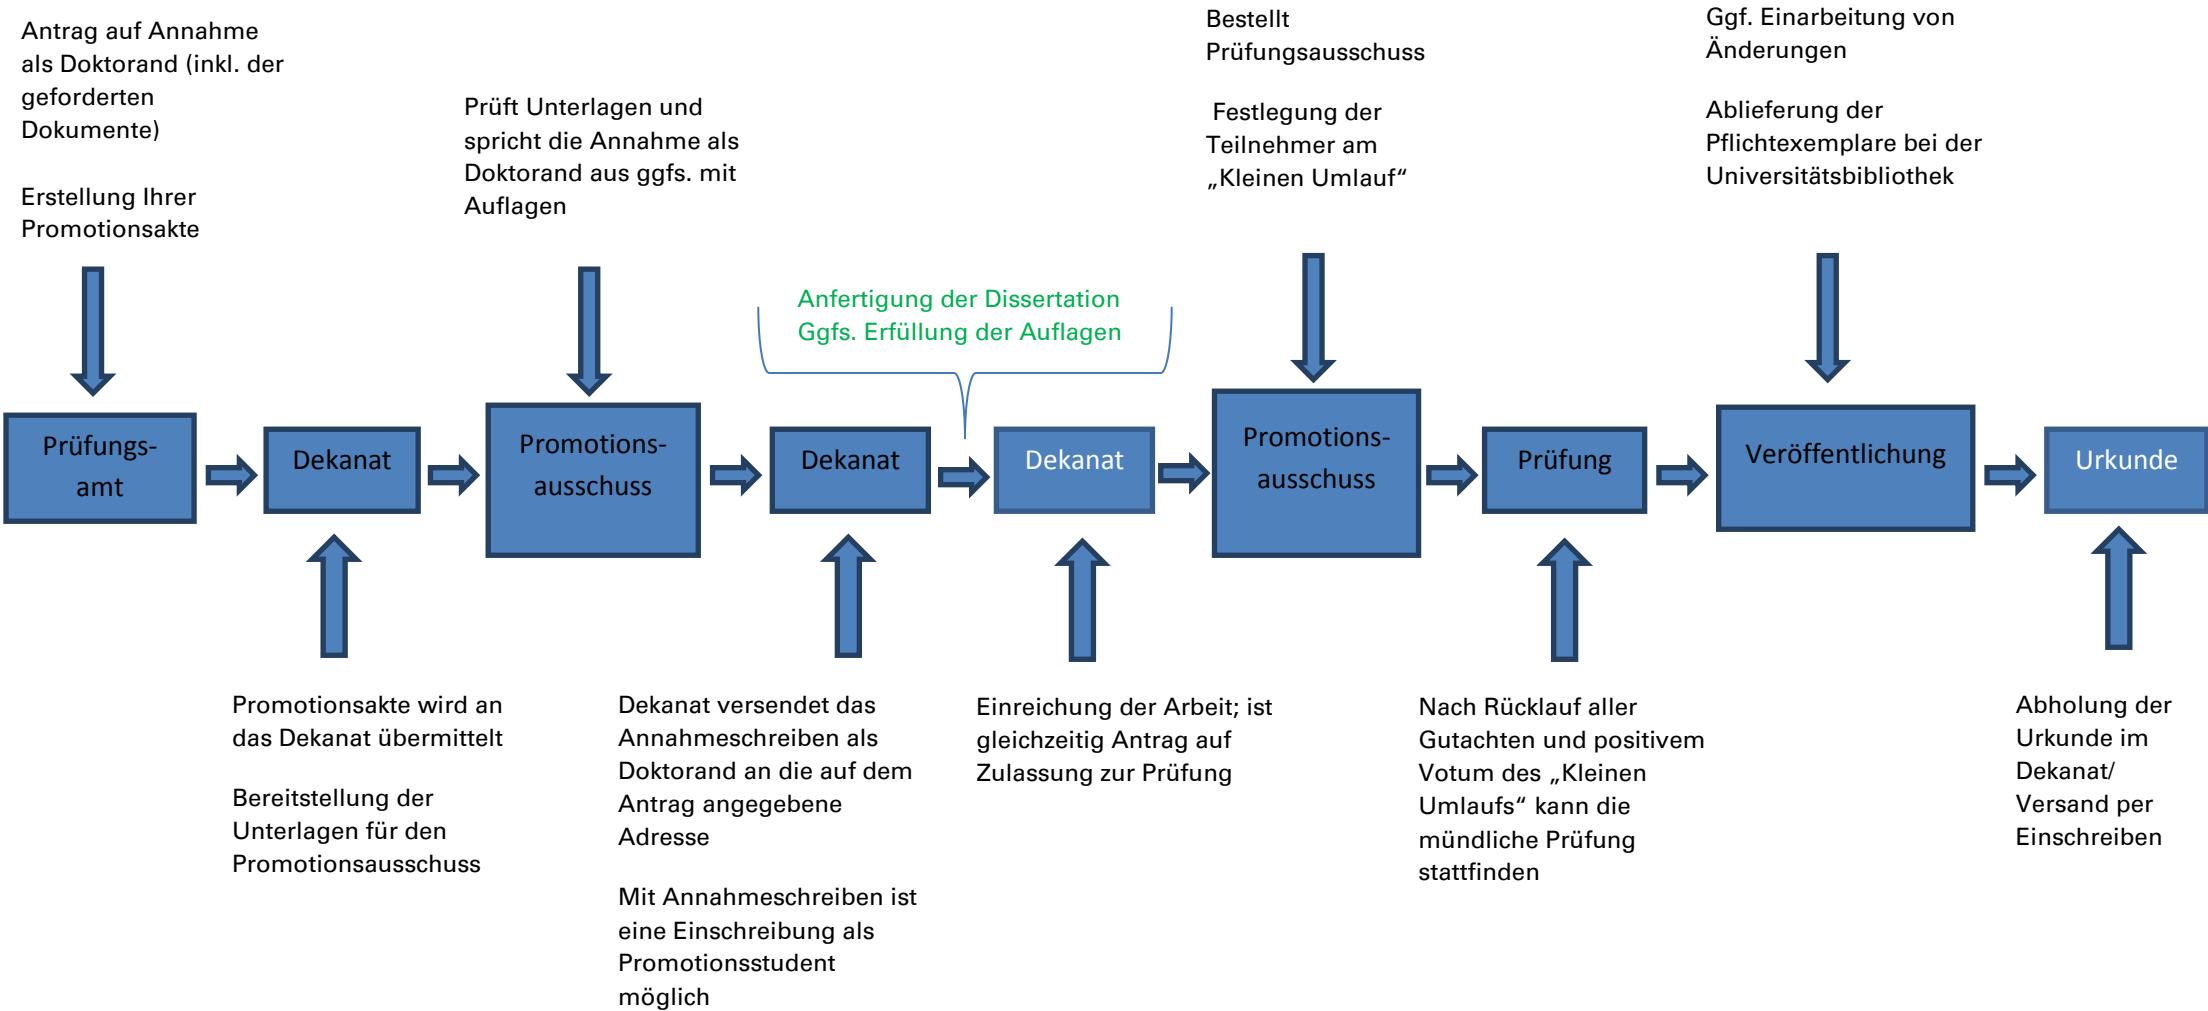 Antrag auf Annahme
als Doktorand (inkl. der
geforderten
Dokumente)
Erstellung Ihrer
Promotionsakte
Prüft Unterlagen und
spricht die Annahme als
Doktorand aus ggfs. mit
Auflagen
Anfertigung der Dissertation
Ggfs. Erfüllung der Auflagen
Bestellt
Prüfungsausschuss
Festlegung der
Teilnehmer am
„Kleinen Umlauf“
Ggf. Einarbeitung von
Änderungen
Ablieferung der
Pflichtexemplare bei der
Universitätsbibliothek
Prüfungs-
amt
Dekanat
Promotions-
ausschuss
Dekanat
Dekanat
Promotions-
ausschuss
Prüfung
Veröffentlichung
Urkunde
Promotionsakte wird an
das Dekanat übermittelt
Bereitstellung der
Unterlagen für den
Promotionsausschuss
Dekanat versendet das
Annahmeschreiben als
Doktorand an die auf dem
Antrag angegebene
Adresse
Mit Annahmeschreiben ist
eine Einschreibung als
Promotionsstudent
möglich
Einreichung der Arbeit; ist
gleichzeitig Antrag auf
Zulassung zur Prüfung
Nach Rücklauf aller
Gutachten und positivem
Votum des „Kleinen
Umlaufs“ kann die
mündliche Prüfung
stattfinden
Abholung der
Urkunde im
Dekanat/
Versand per
Einschreiben